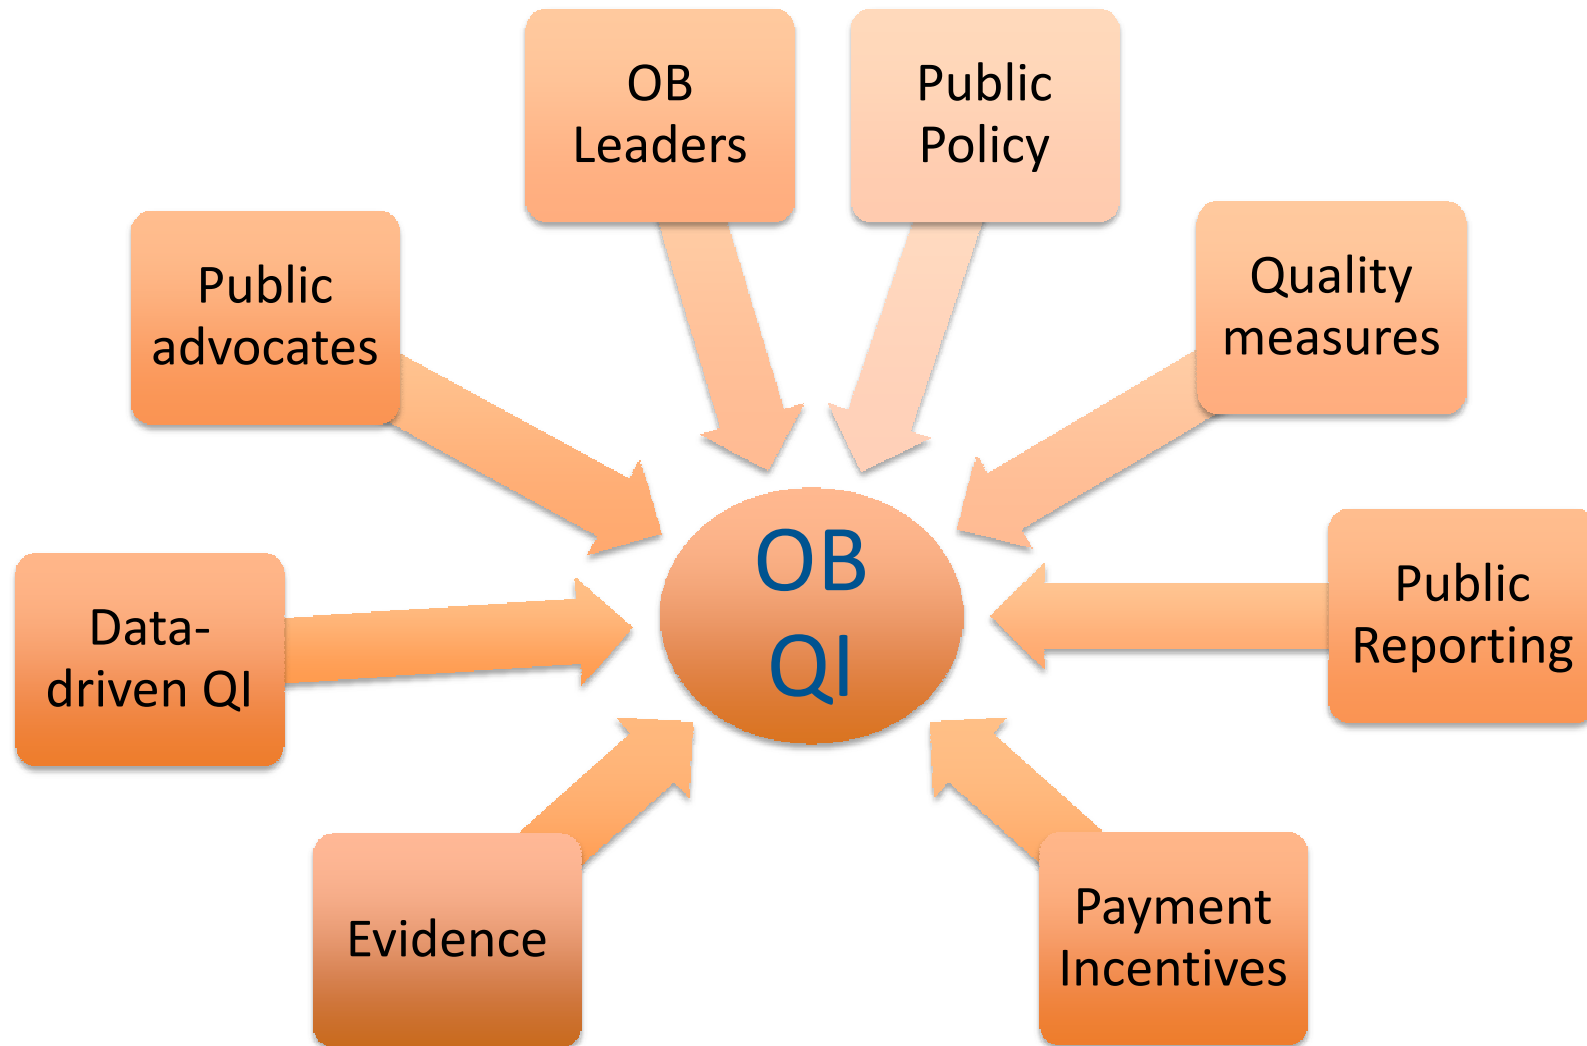 OB
Leaders
Public
Policy
Public
advocates
Quality
measures
OB
QI
Public
Reporting
Data-
driven QI
Evidence
Payment
Incentives